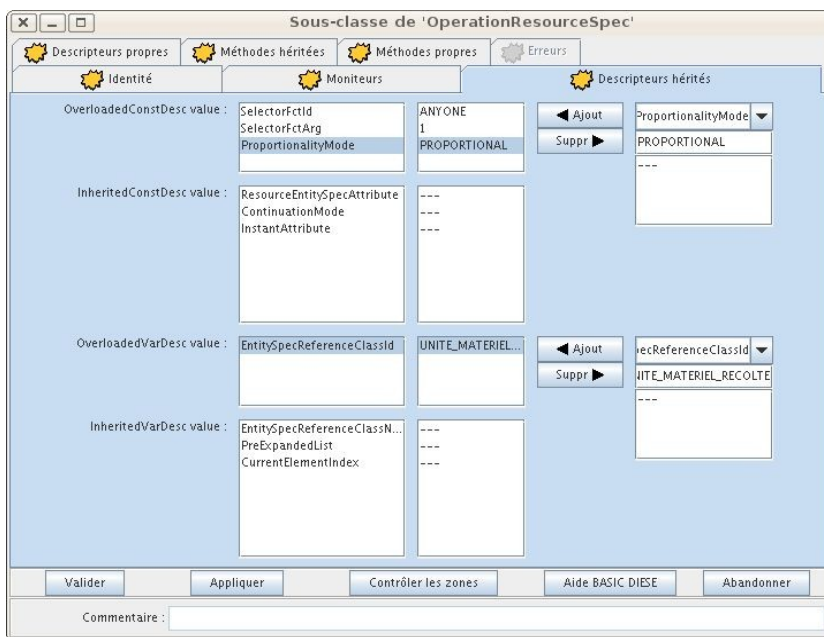 Sous-classe de 'OperationResourceSpec'
Descripteurs propres Méthodes héritées Méthodes propres Erreurs
Identité Moniteurs Descripteurs hérités
OverloadedConstDesc value : SelectorFctId ANYONE Ajout ProportionalityMode
SelectorFctArg 1 Suppr PROPORTIONAL
ProportionalityMode PROPORTIONAL ---
InheritedConstDesc value : ResourceEntitySpecAttribute ---
ContinuationMode ---
InstantAttribute ---
OverloadedVarDesc value : EntitySpecReferenceClassId UNITE_MATERIEL... Ajout ecReferenceClassId
Suppr NITE_MATERIEL_RECOLTE
---
InheritedVarDesc value : EntitySpecReferenceClassN... ---
PreExpandedList ---
CurrentElementIndex ---
Valider Appliquer Contrôler les zones Aide BASIC DIESE Abandonner
Commentaire :